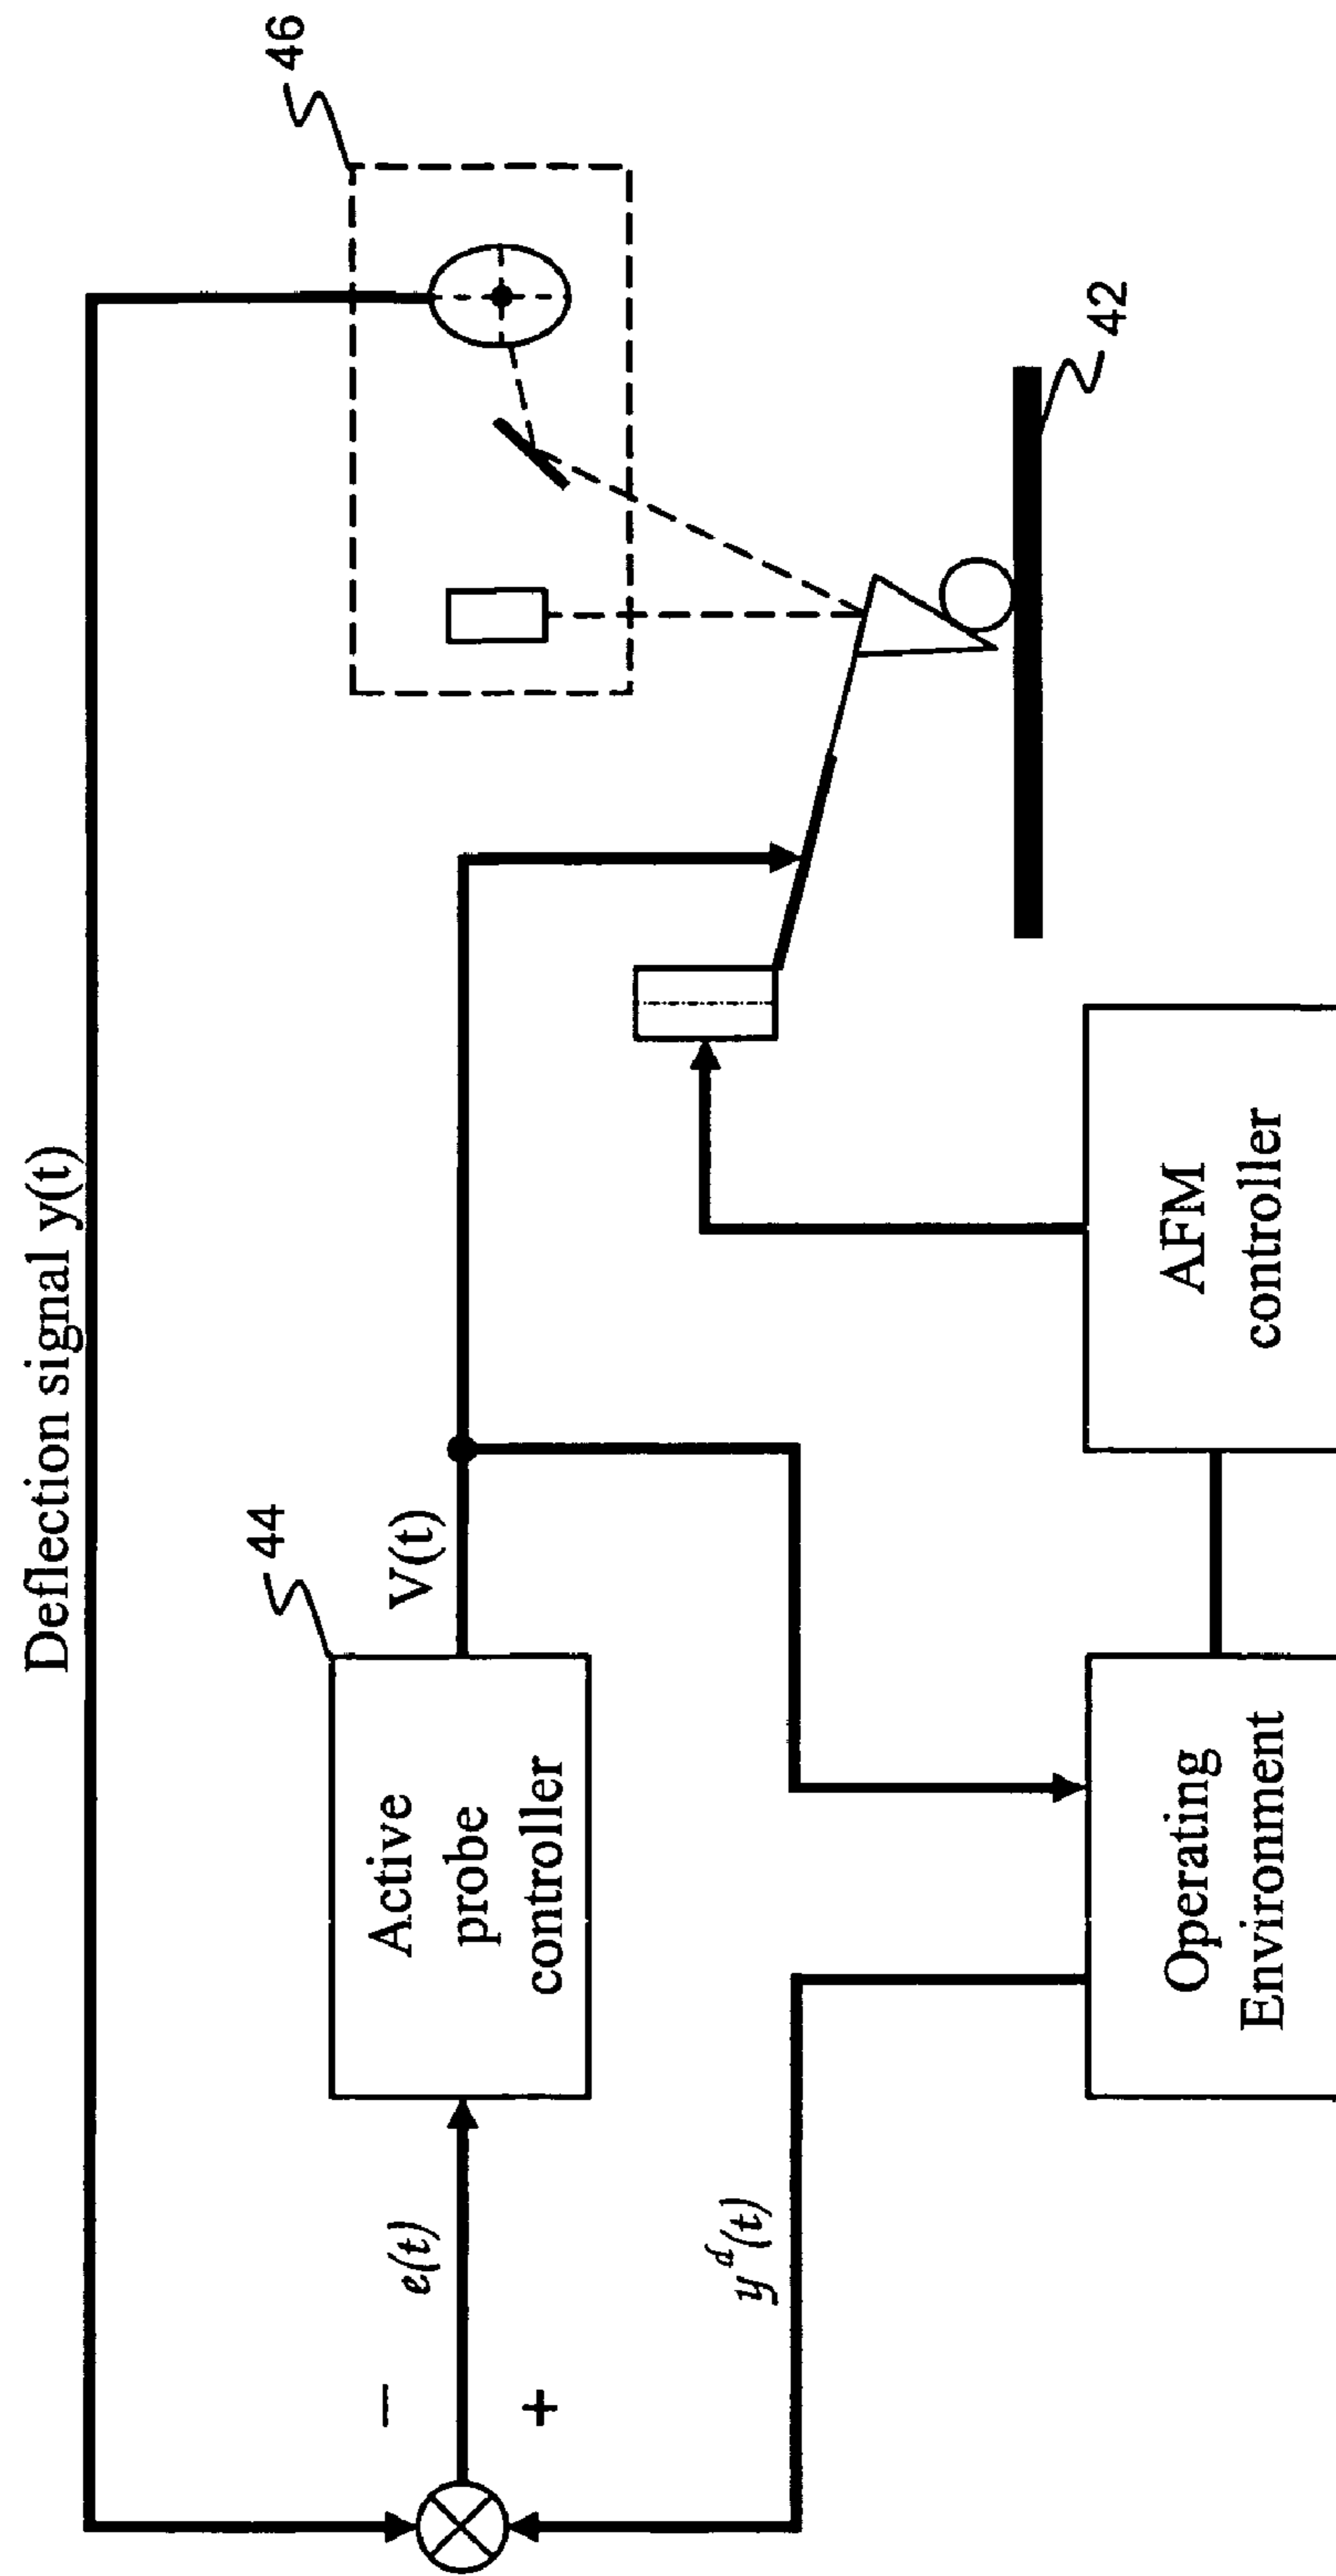 Deflection signal y(t)
46
44
V(t)
Active
probe
controller
e(t)
−
+
y^d(t)
42
Operating
Environment
AFM
controller